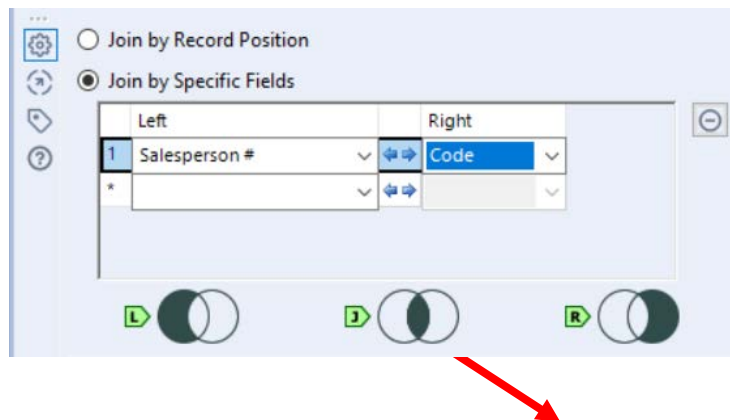 Join by Record Position
Join by Specific Fields
Left Right
1 Salesperson # Code
*
L J R